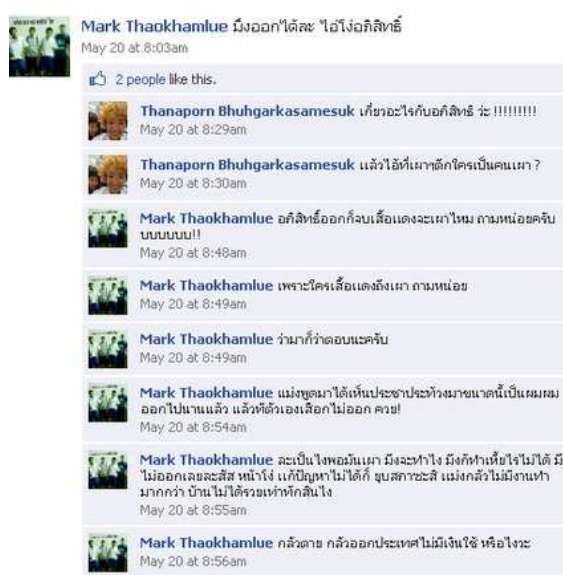 Mark Thaokhamlue มึงออกได้ละ ไอ้โง่อภิสิทธิ์
May 20 at 8:03am
2 people like this.
Thanaporn Bhuhgarkasamesuk เกี่ยวอะไรกับอภิสิทธิ ว่ะ !!!!!!!!!
May 20 at 8:29am
Thanaporn Bhuhgarkasamesuk แล้วไอ้ที่เผาๆตึกใครเป็นคนเผา ?
May 20 at 8:30am
Mark Thaokhamlue อภิสิทธิ์ออกก็จบเสื้อแดงจะเผาไหม ถามหน่อยครับ
บบบบบบ!!
May 20 at 8:48am
Mark Thaokhamlue เพราะใครเสื้อแดงถึงเผา ถามหน่อย
May 20 at 8:49am
Mark Thaokhamlue ว่ามาก็ว่าตอบนะครับ
May 20 at 8:49am
Mark Thaokhamlue แม่งพูดมาได้เห็นประชาประท้วงมาขนาดนี้เป็นผมผม
ออกไปนานแล้ว แล้วทีตัวเองเสือกไม่ออก ควย!
May 20 at 8:54am
Mark Thaokhamlue ละเป็นไงพอมันเผา มึงจะทำไง มึงก็ทำเหี้ยไรไม่ได้ มึ
ไม่ออกเลยละสัส หน้าโง่ แก้ปัญหาไม่ได้ก็ ยุบสภาซะสิ แม่งกลัวไม่มีงานทำ
มากกว่า บ้านไม่ได้รวยเท่าทักสินไง
May 20 at 8:55am
Mark Thaokhamlue กลัวตาย กลัวออกประเทศไม่มีเงินใช้ หรือไงวะ
May 20 at 8:56am